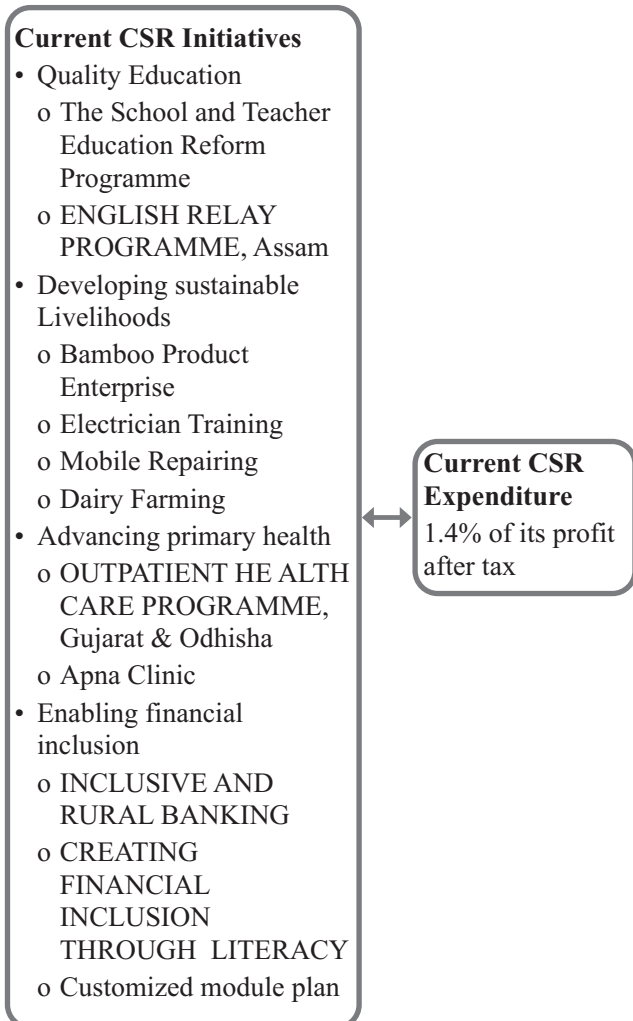 Current CSR Initiatives
• Quality Education
o The School and Teacher
Education Reform
Programme
o ENGLISH RELAY
PROGRAMME, Assam
• Developing sustainable
Livelihoods
o Bamboo Product
Enterprise
o Electrician Training
o Mobile Repairing
o Dairy Farming
• Advancing primary health
o OUTPATIENT HE ALTH
CARE PROGRAMME,
Gujarat & Odhisha
o Apna Clinic
• Enabling financial
inclusion
o INCLUSIVE AND
RURAL BANKING
o CREATING
FINANCIAL
INCLUSION
THROUGH LITERACY
o Customized module plan
Current CSR
Expenditure
1.4% of its profit
after tax